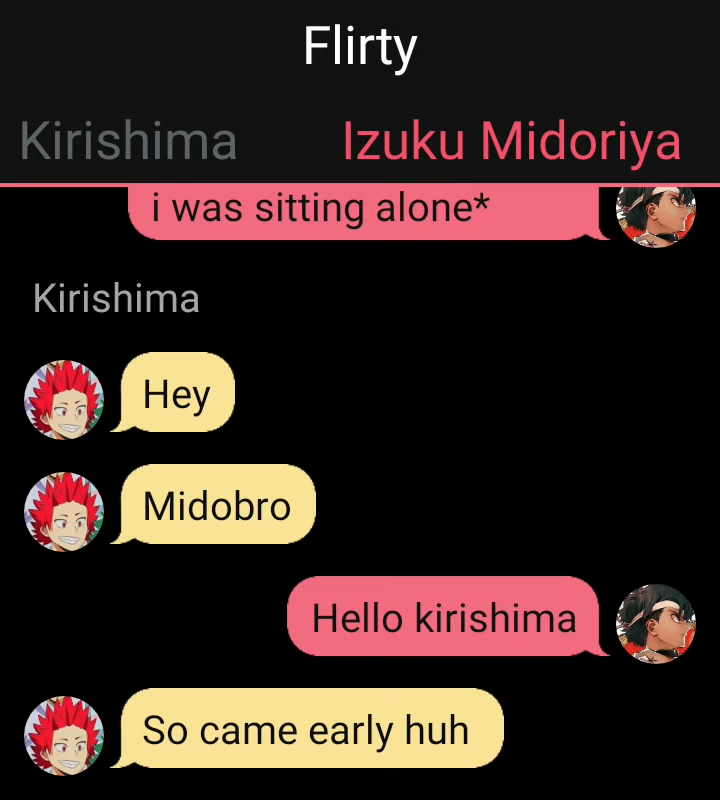 Flirty
Kirishima Izuku Midoriya
i was sitting alone*
Kirishima
Hey
Midobro
Hello kirishima
So came early huh